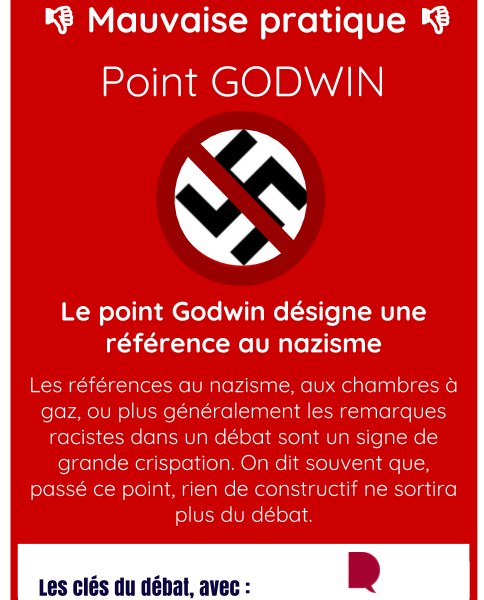 Mauvaise pratique
Point GODWIN
Le point Godwin désigne une
référence au nazisme
Les références au nazisme, aux chambres à
gaz, ou plus généralement les remarques
racistes dans un débat sont un signe de
grande crispation. On dit souvent que,
passé ce point, rien de constructif ne sortira
plus du débat.
Les clés du débat, avec :